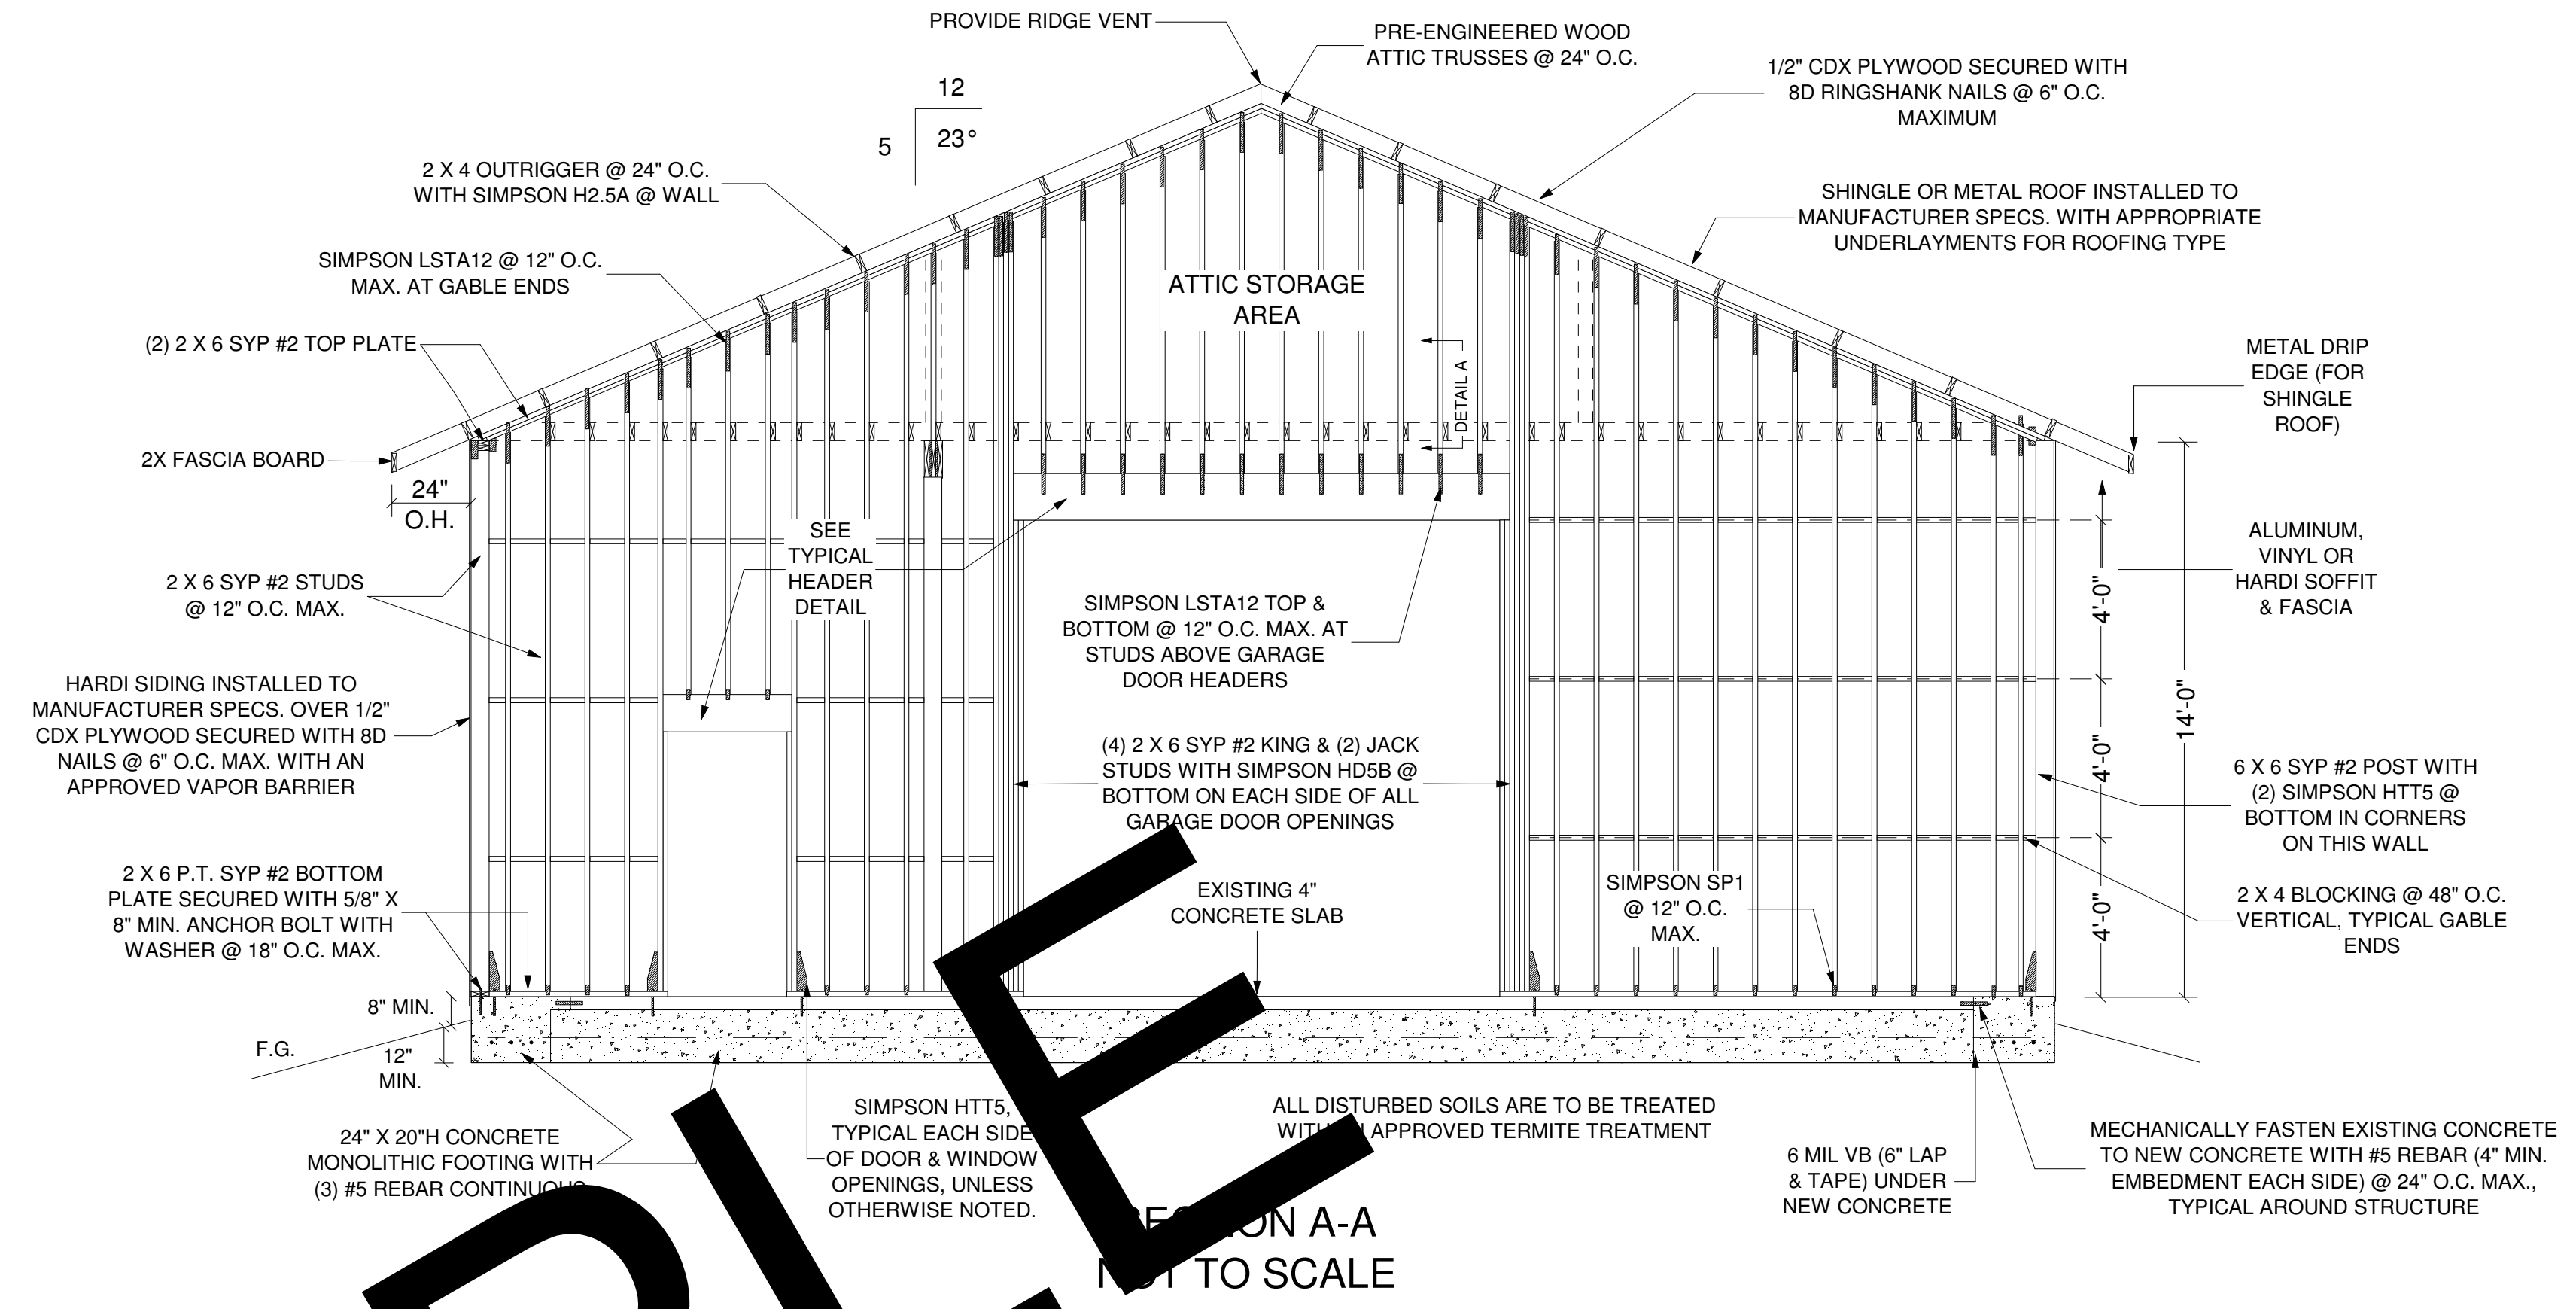 PROVIDE RIDGE VENT
PRE-ENGINEERED WOOD
ATTIC TRUSSES @ 24" O.C.
1/2" CDX PLYWOOD SECURED WITH
8D RINGSHANK NAILS @ 6" O.C.
MAXIMUM
12
5
23°
2 X 4 OUTRIGGER @ 24" O.C.
WITH SIMPSON H2.5A @ WALL
SHINGLE OR METAL ROOF INSTALLED TO
MANUFACTURER SPECS. WITH APPROPRIATE
UNDERLAYMENTS FOR ROOFING TYPE
SIMPSON LSTA12 @ 12" O.C.
MAX. AT GABLE ENDS
ATTIC STORAGE
AREA
(2) 2 X 6 SYP #2 TOP PLATE
METAL DRIP
EDGE (FOR
SHINGLE
ROOF)
DETAIL A
2X FASCIA BOARD
24"
O.H.
SEE
TYPICAL
HEADER
DETAIL
ALUMINUM,
VINYL OR
HARDI SOFFIT
& FASCIA
2 X 6 SYP #2 STUDS
@ 12" O.C. MAX.
SIMPSON LSTA12 TOP &
BOTTOM @ 12" O.C. MAX. AT
STUDS ABOVE GARAGE
DOOR HEADERS
4'-0"
4'-0"
4'-0"
14'-0"
HARDI SIDING INSTALLED TO
MANUFACTURER SPECS. OVER 1/2"
CDX PLYWOOD SECURED WITH 8D
NAILS @ 6" O.C. MAX. WITH AN
APPROVED VAPOR BARRIER
(4) 2 X 6 SYP #2 KING & (2) JACK
STUDS WITH SIMPSON HD5B @
BOTTOM ON EACH SIDE OF ALL
GARAGE DOOR OPENINGS
6 X 6 SYP #2 POST WITH
(2) SIMPSON HTT5 @
BOTTOM IN CORNERS
ON THIS WALL
2 X 6 P.T. SYP #2 BOTTOM
PLATE SECURED WITH 5/8" X
8" MIN. ANCHOR BOLT WITH
WASHER @ 18" O.C. MAX.
EXISTING 4"
CONCRETE SLAB
SIMPSON SP1
@ 12" O.C.
MAX.
2 X 4 BLOCKING @ 48" O.C.
VERTICAL, TYPICAL GABLE
ENDS
8" MIN.
F.G.
12"
MIN.
24" X 20"H CONCRETE
MONOLITHIC FOOTING WITH
(3) #5 REBAR CONTINUOUS
SIMPSON HTT5,
TYPICAL EACH SIDE
OF DOOR & WINDOW
OPENINGS, UNLESS
OTHERWISE NOTED.
ALL DISTURBED SOILS ARE TO BE TREATED
WITH APPROVED TERMITE TREATMENT
6 MIL VB (6" LAP
& TAPE) UNDER
NEW CONCRETE
MECHANICALLY FASTEN EXISTING CONCRETE
TO NEW CONCRETE WITH #5 REBAR (4" MIN.
EMBEDMENT EACH SIDE) @ 24" O.C. MAX.,
TYPICAL AROUND STRUCTURE
SECTION A-A
NOT TO SCALE